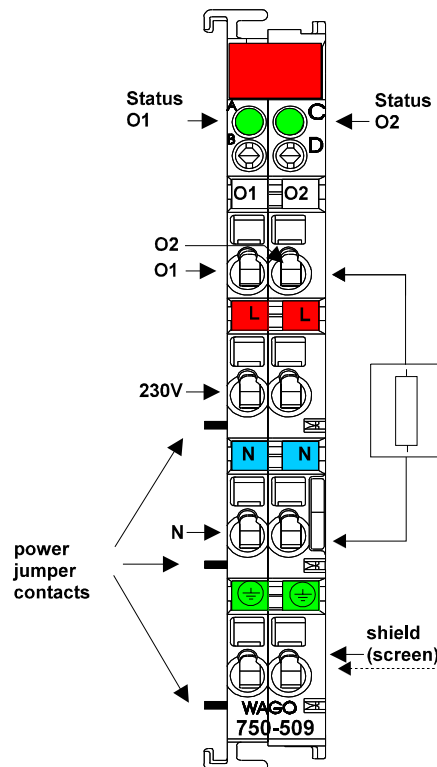 Status
O1
A
C
Status
O2
B
D
O1 O2
O2
O1
L L
230V
N N
N
power
jumper
contacts
shield
(screen)
WAGO
750-509